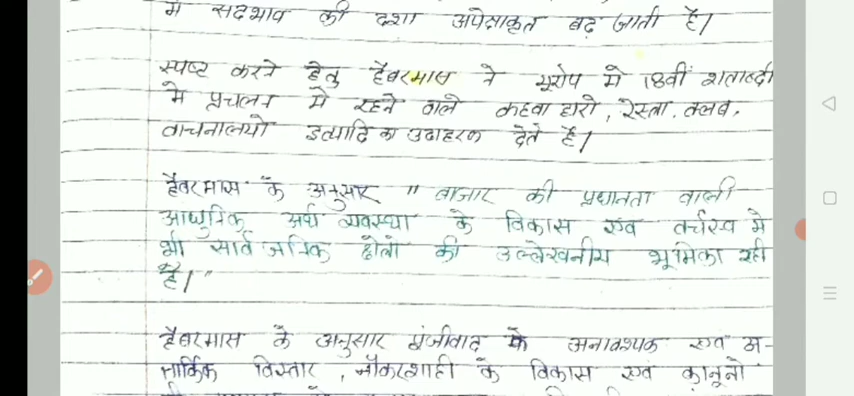 में सदभाव की दशा अपेक्षाकृत बढ़ जाती है।
स्पष्ट करने हेतु हैबरमास ने यूरोप में 18वीं शताब्दी
में प्रचलन में रहने वाले कहवा हारो, रेस्ता, क्लब,
वाचनालयो इत्यादि का उदाहरण देते है।
हैबरमास के अनुसार " बाजार की प्रधानता वाली
आधुनिक अर्थ व्यवस्था के विकास एव वर्चस्व मे
भी सार्वजनिक क्षेत्रो की उल्लेखनीय भूमिका रही
है।"
हैबरमास के अनुसार पूंजीवाद के अनावश्यक एव अ-
तार्किक विस्तार, नौकरशाही के विकास एव कानूनो